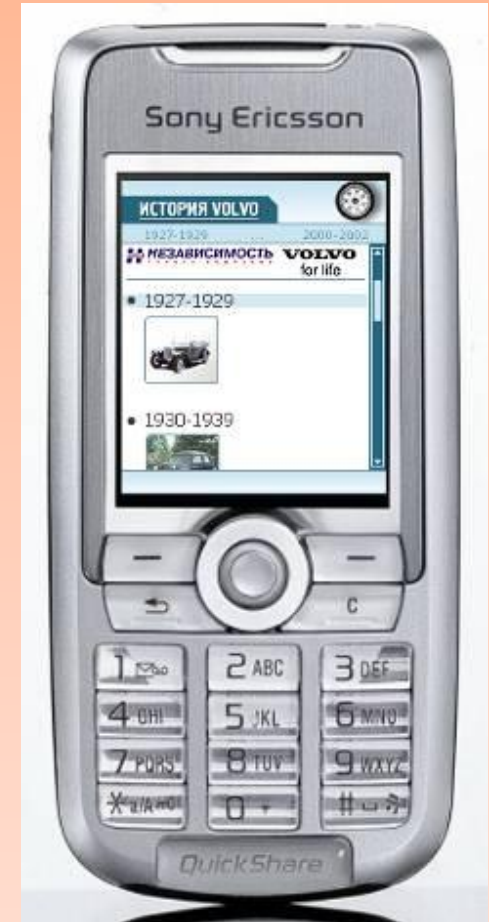 Sony Ericsson
ИСТОРИЯ VOLVO
1927-1929 ... 2000-2002
НЕЗАВИСИМОСТЬ VOLVO
for life
• 1927-1929
• 1930-1939
C
1
2 ABC 3 DEF
4 GHI 5 JKL 6 MNO
7 PQRS 8 TUV 9 WXYZ
* a/A 0 + #
QuickShare